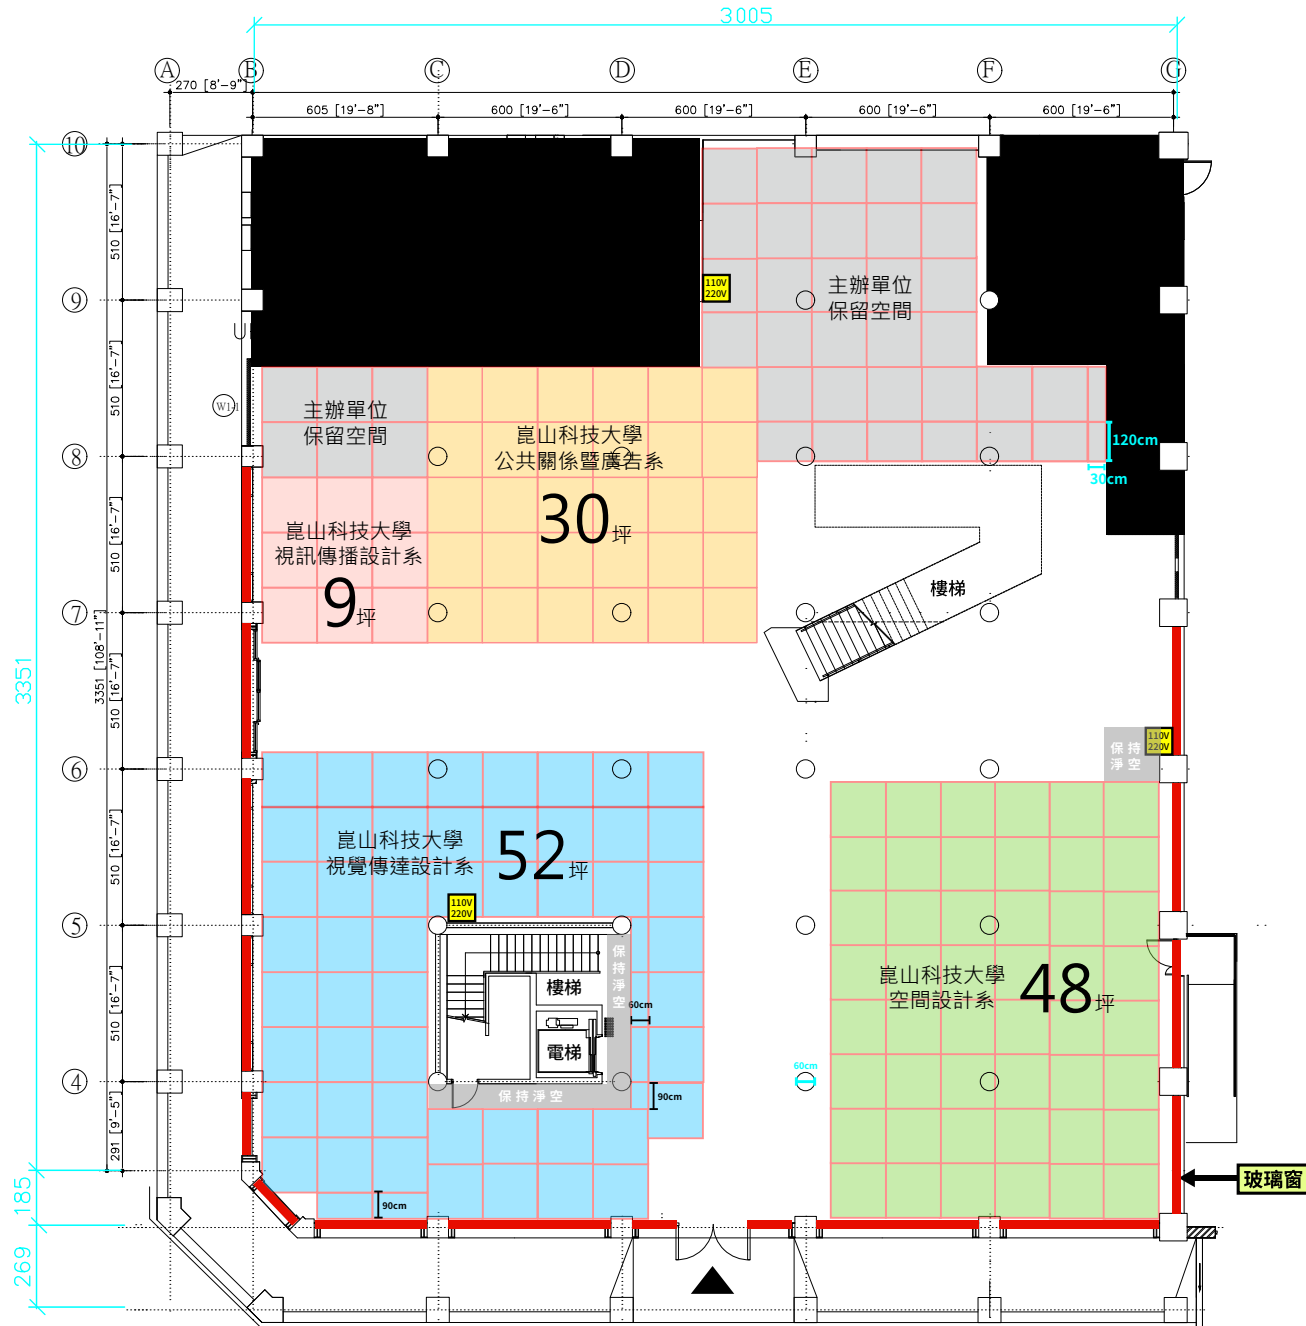 3005
A
B
C
D
E
F
G
270 [8'-9"]
605 [19'-8"]
600 [19'-6"]
600 [19'-6"]
600 [19'-6"]
600 [19'-6"]
10
9
8
7
6
5
4
510 [16'-7"]
510 [16'-7"]
510 [16'-7"]
510 [16'-7"]
510 [16'-7"]
510 [16'-7"]
291 [9'-5"]
3351 [108'-11"]
3351
185
269
W1-1
110V
220V
主辦單位
保留空間
主辦單位
保留空間
崑山科技大學
公共關係暨廣告系
30坪
崑山科技大學
視訊傳播設計系
9坪
120cm
30cm
樓梯
保持
淨空
110V
220V
崑山科技大學
視覺傳達設計系
52坪
110V
220V
保持淨空
樓梯
60cm
電梯
保持淨空
90cm
90cm
崑山科技大學
空間設計系
48坪
60cm
玻璃窗